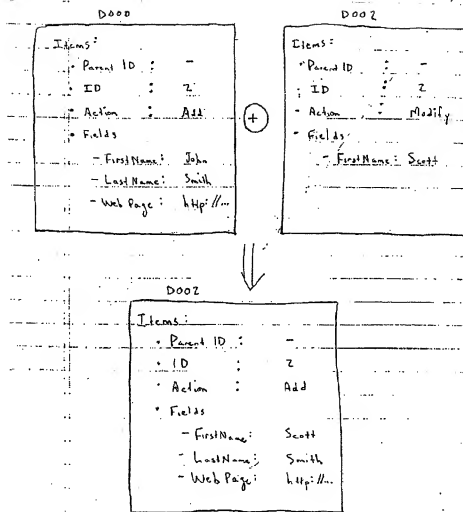 D000
Items:
• Parent ID : -
• ID : 2
• Action : Add
• Fields
- FirstName: John
- LastName: Smith
- Web Page: http://...
+
D002
Items:
• Parent ID : -
• ID : 2
• Action : Modify
• Fields
- FirstName: Scott
D002
Items:
• Parent ID : -
• ID : 2
• Action : Add
• Fields
- FirstName: Scott
- LastName: Smith
- Web Page: http://...